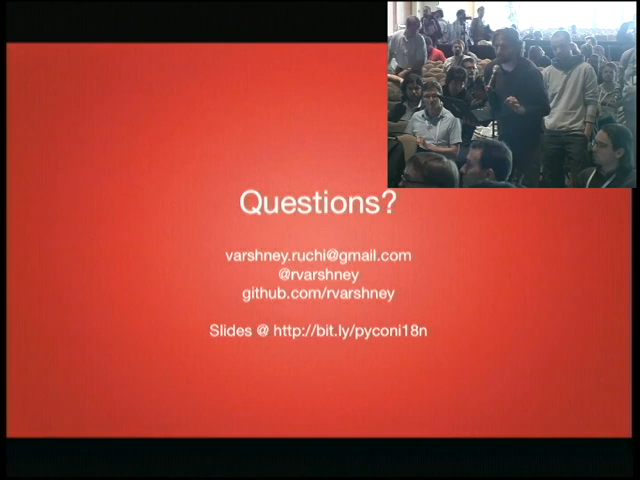 Questions?
varshney.ruchi@gmail.com
@rvarshney
github.com/rvarshney
Slides @ http://bit.ly/pyconi18n